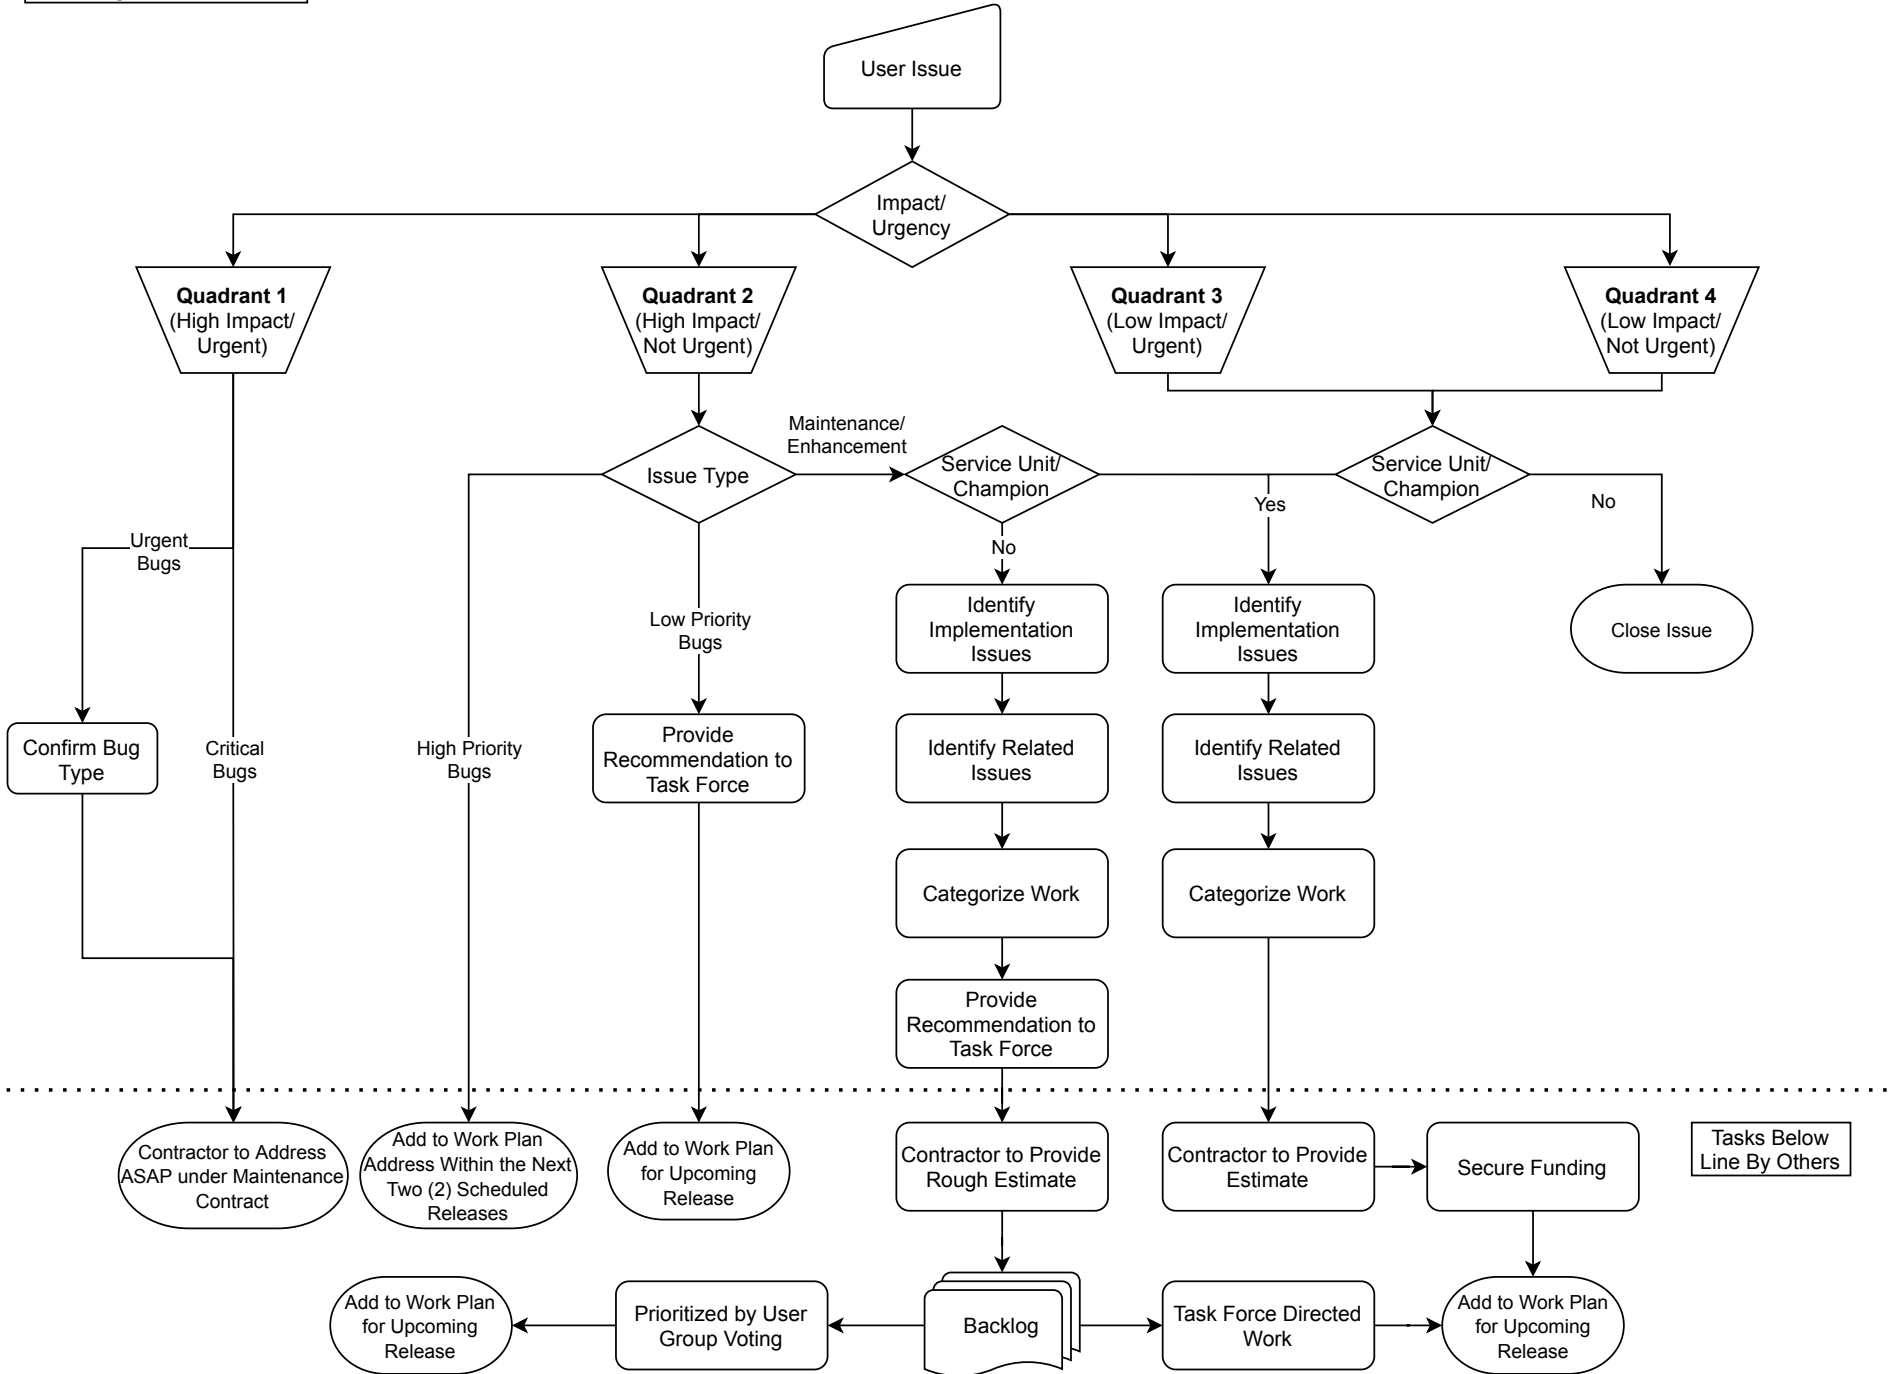 User Issue
Impact/
Urgency
Quadrant 1
(High Impact/
Urgent)
Quadrant 2
(High Impact/
Not Urgent)
Quadrant 3
(Low Impact/
Urgent)
Quadrant 4
(Low Impact/
Not Urgent)
Maintenance/
Enhancement
Issue Type
Service Unit/
Champion
Service Unit/
Champion
Yes
No
No
Urgent
Bugs
Low Priority
Bugs
Identify
Implementation
Issues
Identify
Implementation
Issues
Close Issue
Confirm Bug
Type
Critical
Bugs
High Priority
Bugs
Provide
Recommendation to
Task Force
Identify Related
Issues
Identify Related
Issues
Categorize Work
Categorize Work
Provide
Recommendation to
Task Force
Contractor to Address
ASAP under Maintenance
Contract
Add to Work Plan
Address Within the Next
Two (2) Scheduled
Releases
Add to Work Plan
for Upcoming
Release
Contractor to Provide
Rough Estimate
Contractor to Provide
Estimate
Secure Funding
Tasks Below
Line By Others
Add to Work Plan
for Upcoming
Release
Prioritized by User
Group Voting
Backlog
Task Force Directed
Work
Add to Work Plan
for Upcoming
Release